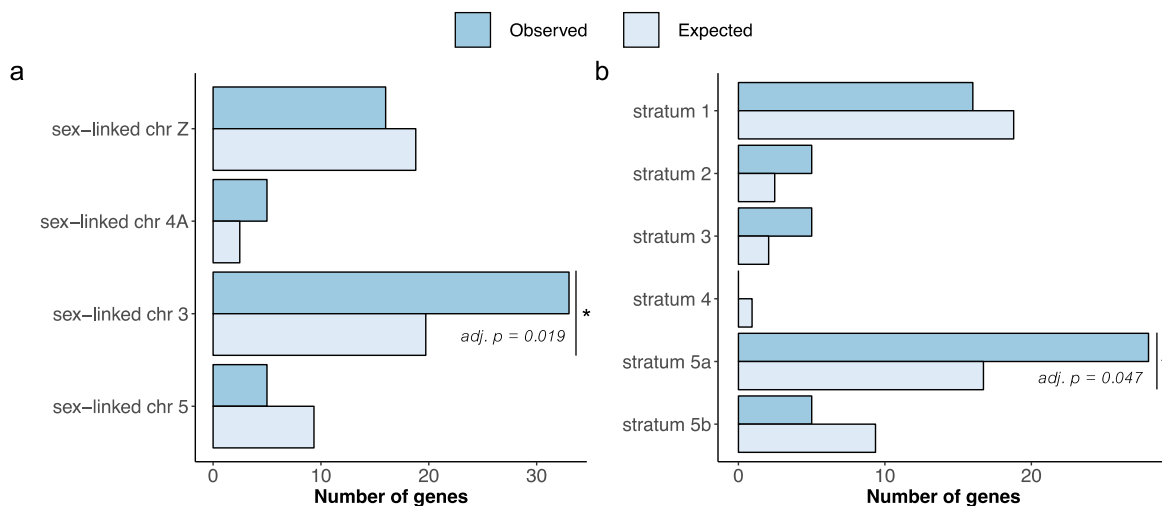 Observed Expected
a
sex-linked chr Z
sex-linked chr 4A
sex-linked chr 3
adj. p = 0.019
*
sex-linked chr 5
0 10 20 30
Number of genes
b
stratum 1
stratum 2
stratum 3
stratum 4
stratum 5a
adj. p = 0.047
stratum 5b
0 10 20
Number of genes